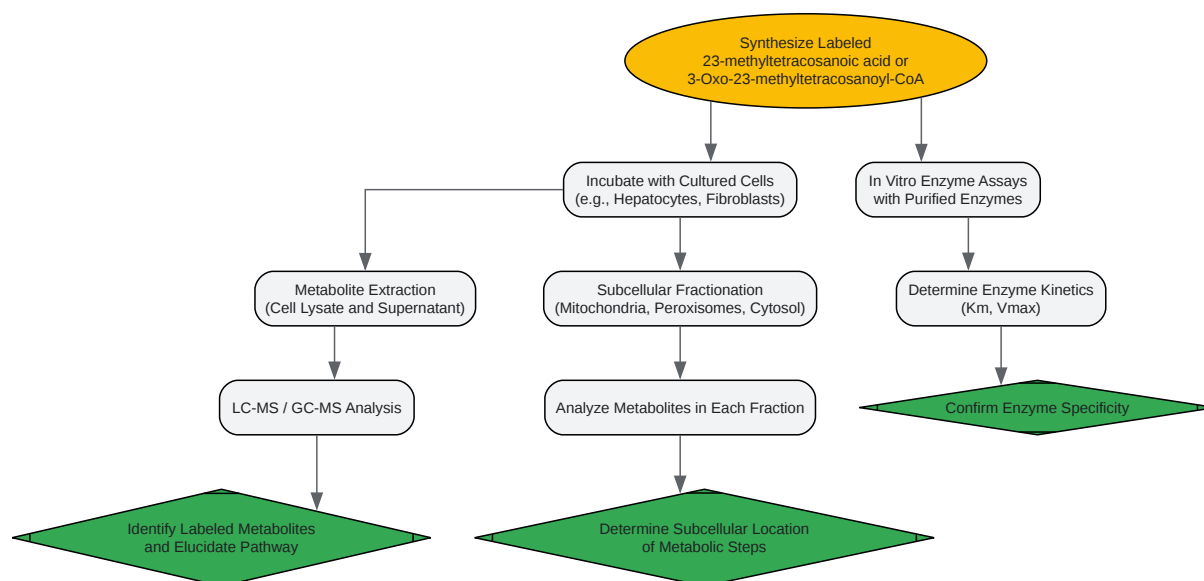 Synthesize Labeled
23-methyltetracosanoic acid or
3-Oxo-23-methyltetracosanoyl-CoA
Incubate with Cultured Cells
(e.g., Hepatocytes, Fibroblasts)
In Vitro Enzyme Assays
with Purified Enzymes
Metabolite Extraction
(Cell Lysate and Supernatant)
Subcellular Fractionation
(Mitochondria, Peroxisomes, Cytosol)
Determine Enzyme Kinetics
(Km, Vmax)
LC-MS / GC-MS Analysis
Analyze Metabolites in Each Fraction
Confirm Enzyme Specificity
Identify Labeled Metabolites
and Elucidate Pathway
Determine Subcellular Location
of Metabolic Steps